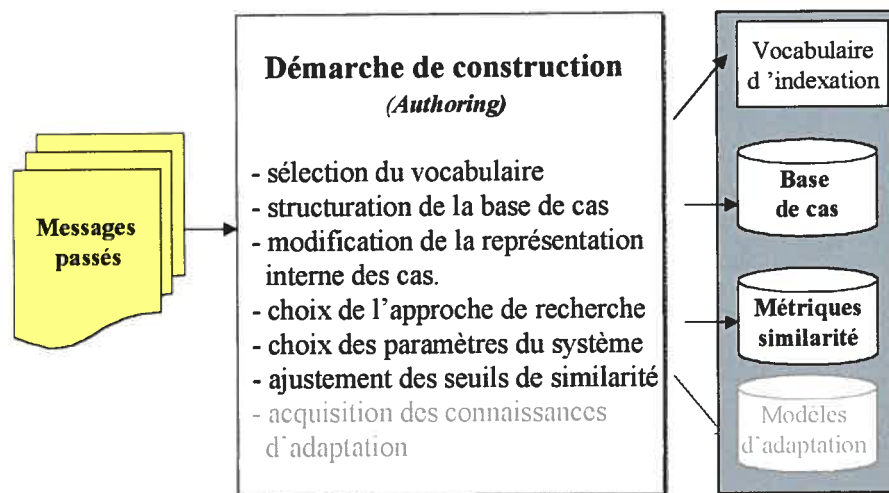 Messages
passés
Démarche de construction
(Authoring)
- sélection du vocabulaire
- structuration de la base de cas
- modification de la représentation
interne des cas.
- choix de l'approche de recherche
- choix des paramètres du système
- ajustement des seuils de similarité
- acquisition des connaissances
d'adaptation
Vocabulaire
d 'indexation
Base
de cas
Métriques
similarité
Modèles
d'adaptation